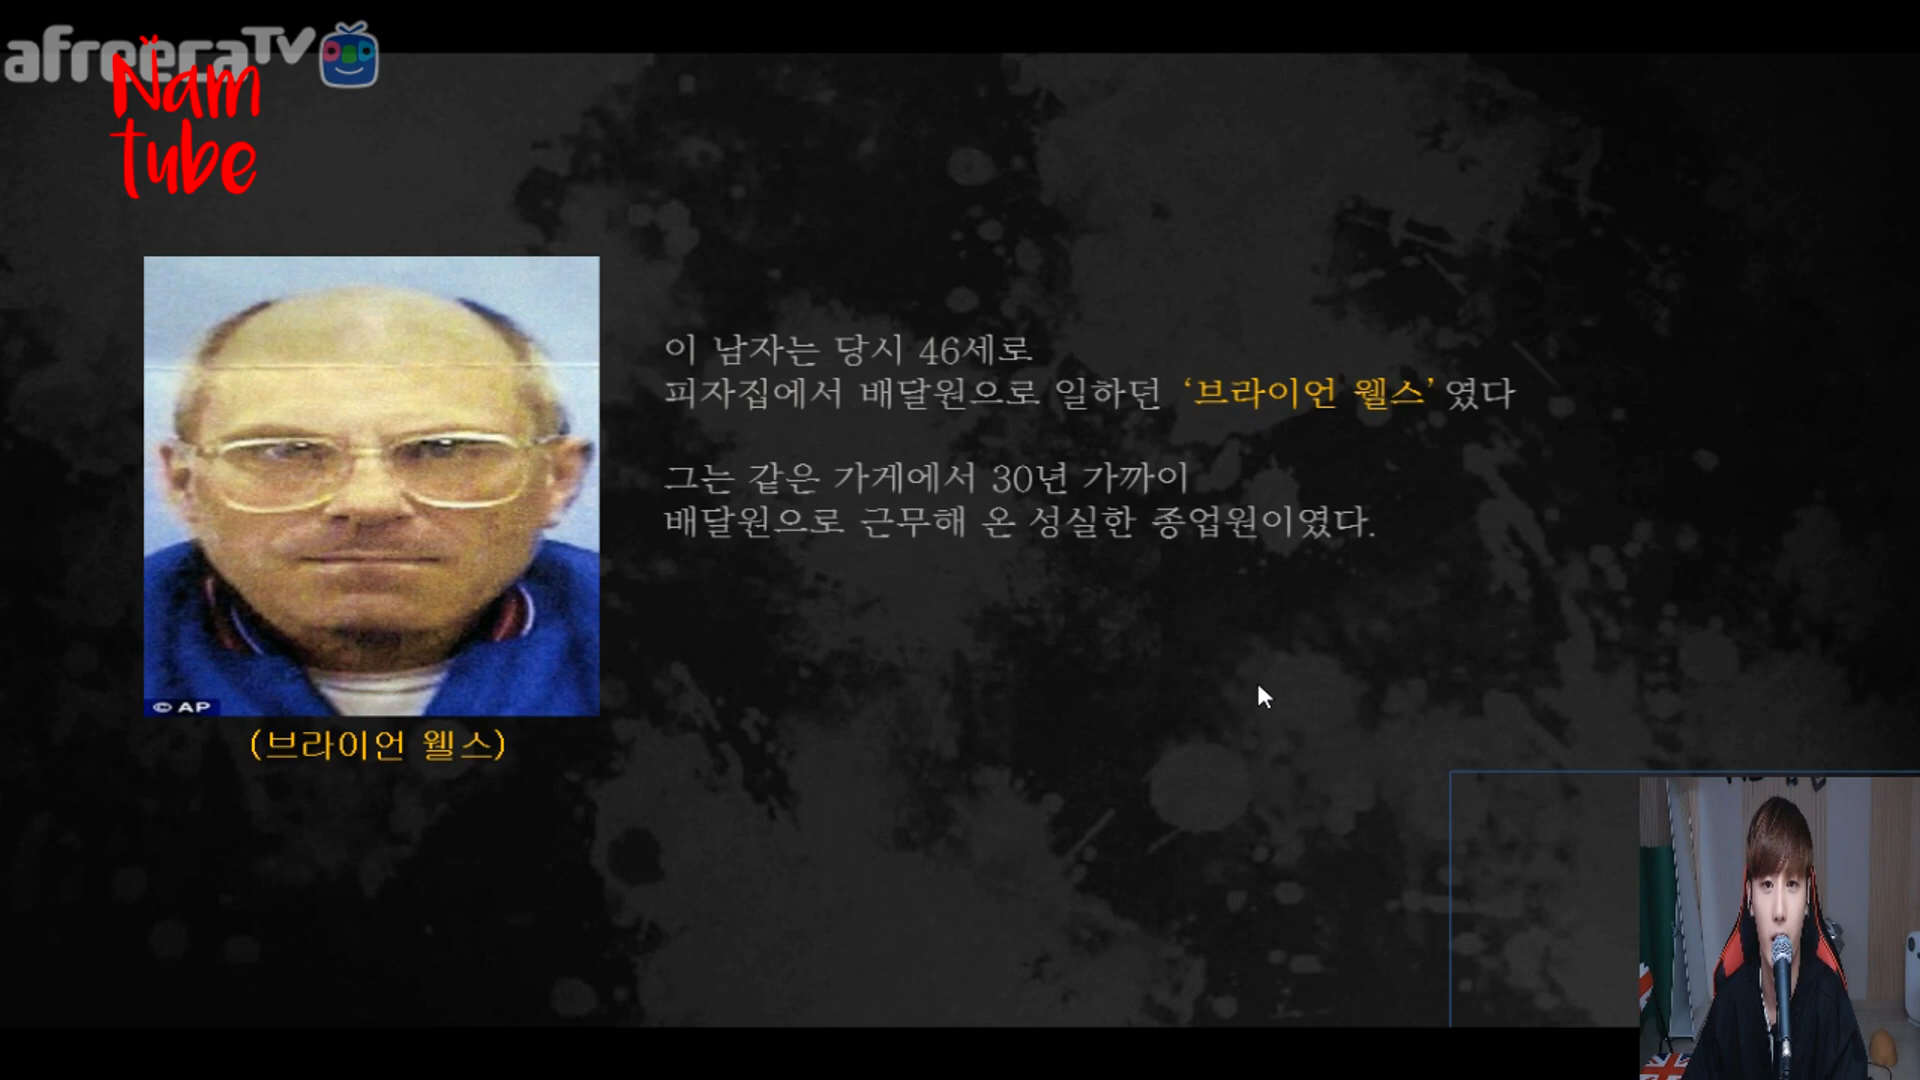 afreecaTV
Nam
tube
이 남자는 당시 46세로
피자집에서 배달원으로 일하던 ‘브라이언 웰스’ 였다
그는 같은 가게에서 30년 가까이
배달원으로 근무해 온 성실한 종업원이였다.
© AP
(브라이언 웰스)